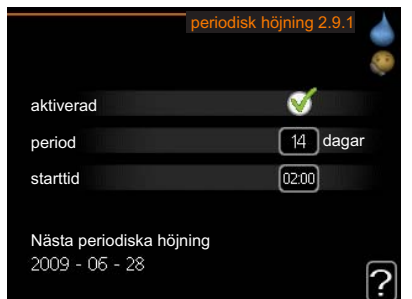 periodisk höjning 2.9.1
aktiverad
period 14 dagar
starttid 02:00
Nästa periodiska höjning
2009 - 06 - 28
?